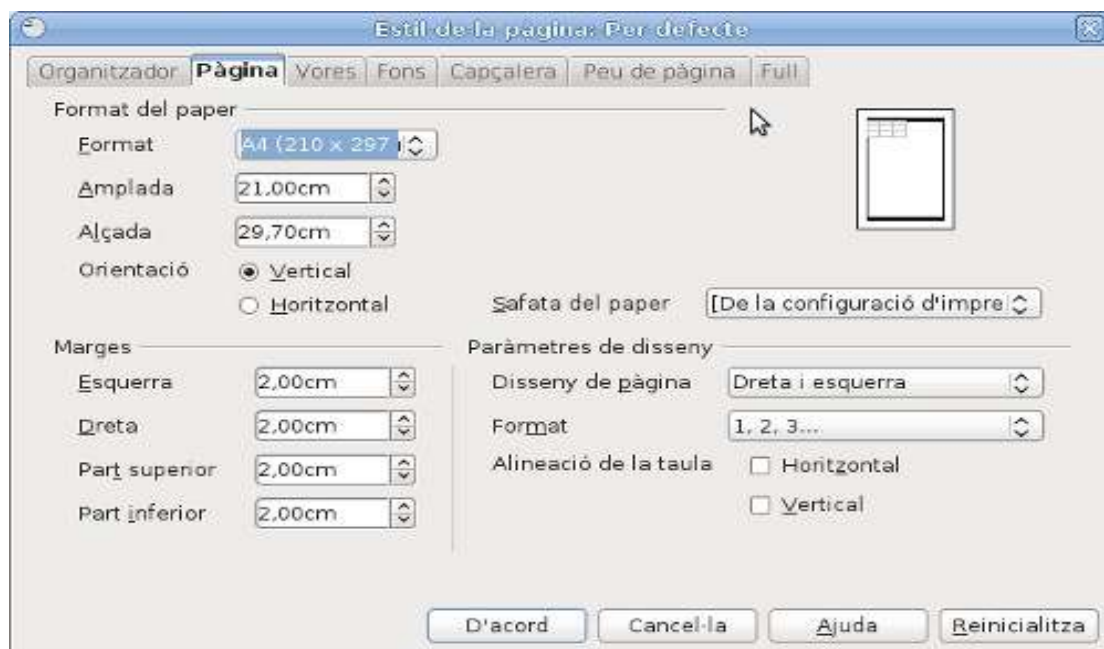 Estil de la pàgina: Per defecte
Organitzador Pàgina Vores Fons Capçalera Peu de pàgina Full
Format del paper
Format A4 (210 x 297
Amplada 21,00cm
Alçada 29,70cm
Orientació Vertical
Horitzontal
Safata del paper [De la configuració d'impre
Marges
Esquerra 2,00cm
Dreta 2,00cm
Part superior 2,00cm
Part inferior 2,00cm
Paràmetres de disseny
Disseny de pàgina Dreta i esquerra
Format 1, 2, 3...
Alineació de la taula Horitzontal
Vertical
D'acord Cancel·la Ajuda Reinicialitza